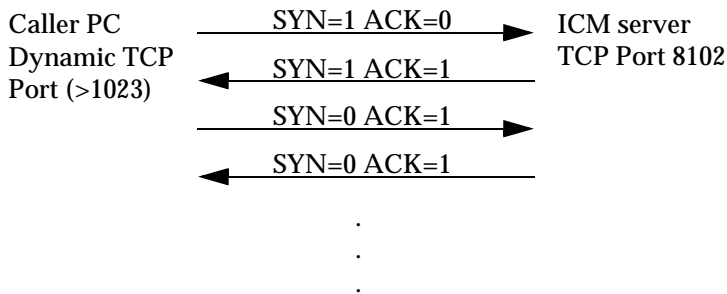 Caller PC
Dynamic TCP
Port (>1023)
SYN=1 ACK=0
SYN=1 ACK=1
SYN=0 ACK=1
SYN=0 ACK=1
.
.
.
ICM server
TCP Port 8102